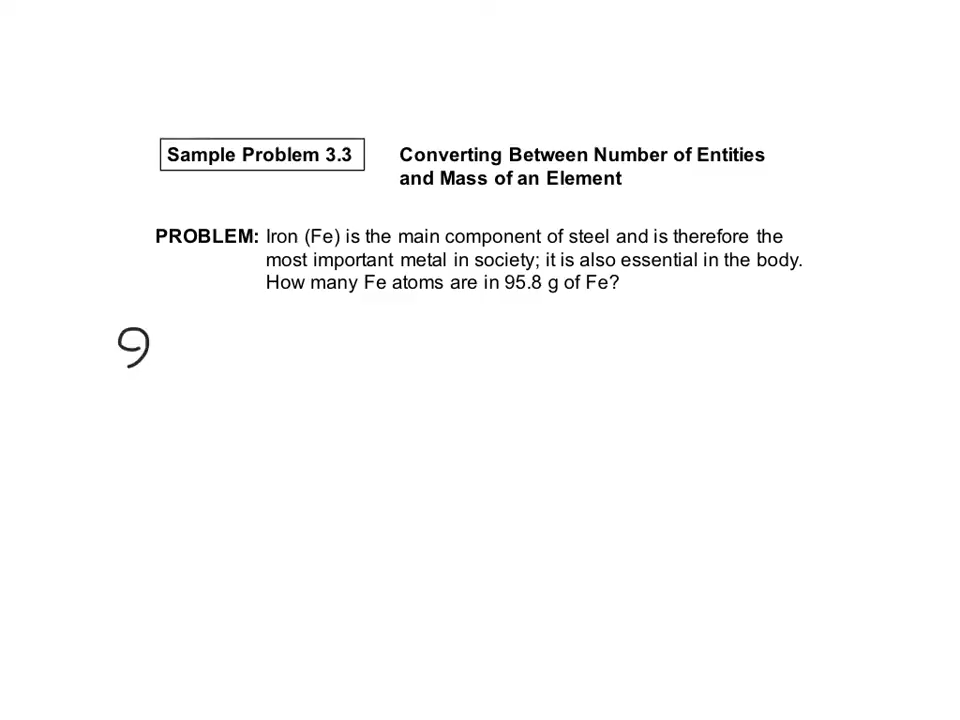 Sample Problem 3.3
Converting Between Number of Entities
and Mass of an Element
PROBLEM: Iron (Fe) is the main component of steel and is therefore the
most important metal in society; it is also essential in the body.
How many Fe atoms are in 95.8 g of Fe?
9